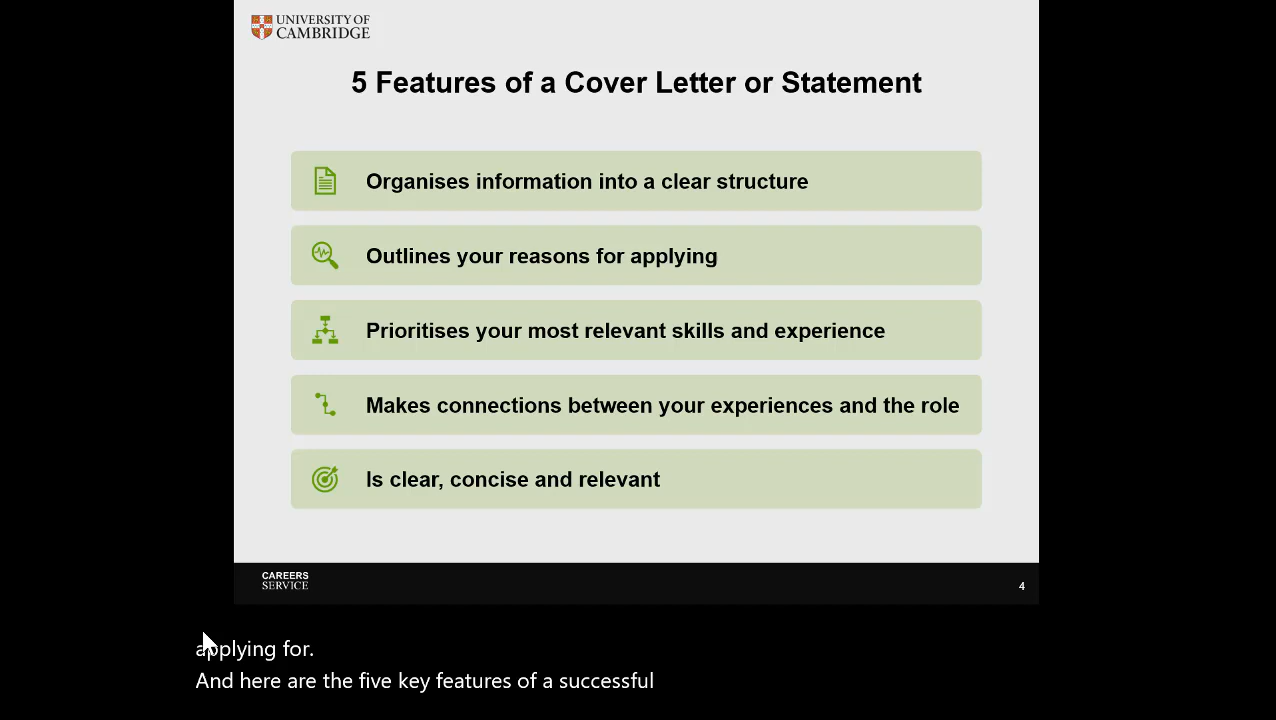 UNIVERSITY OF
CAMBRIDGE
5 Features of a Cover Letter or Statement
Organises information into a clear structure
Outlines your reasons for applying
Prioritises your most relevant skills and experience
Makes connections between your experiences and the role
Is clear, concise and relevant
CAREERS
SERVICE
4
applying for.
And here are the five key features of a successful